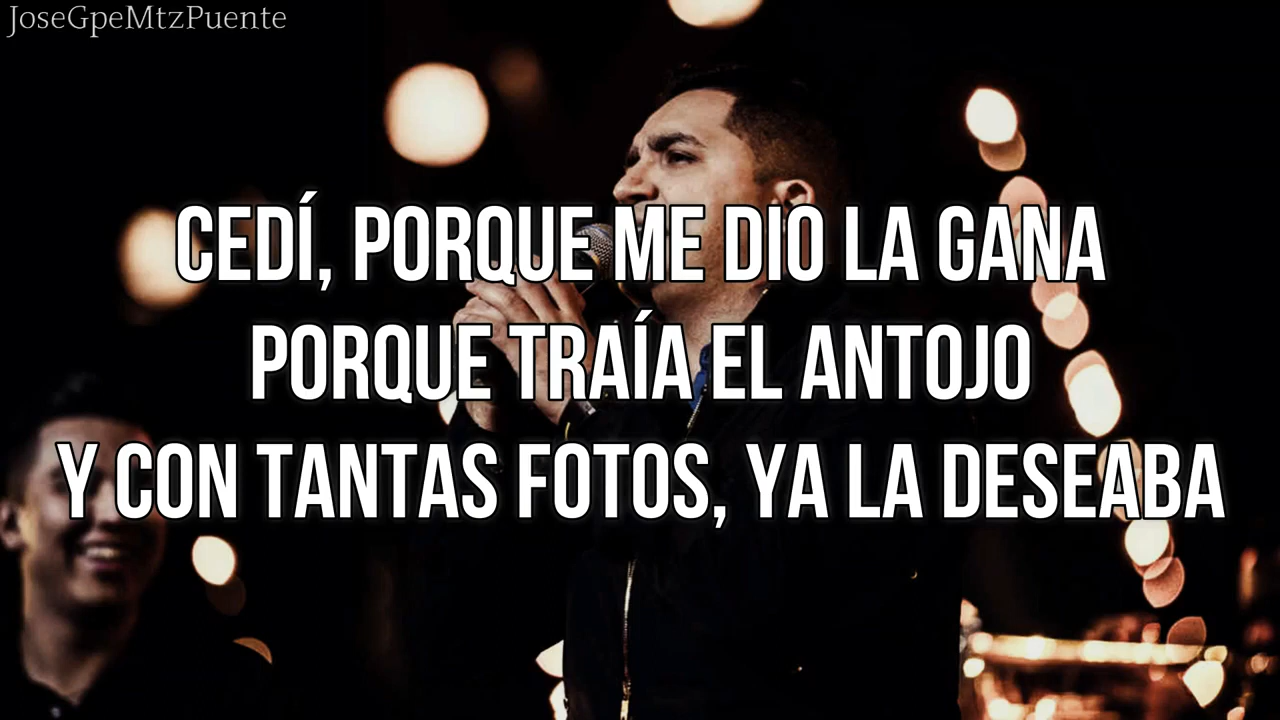 JoseGpeMtzPuente
CEDÍ, PORQUE ME DIO LA GANA
PORQUE TRAÍA EL ANTOJO
Y CON TANTAS FOTOS, YA LA DESEABA